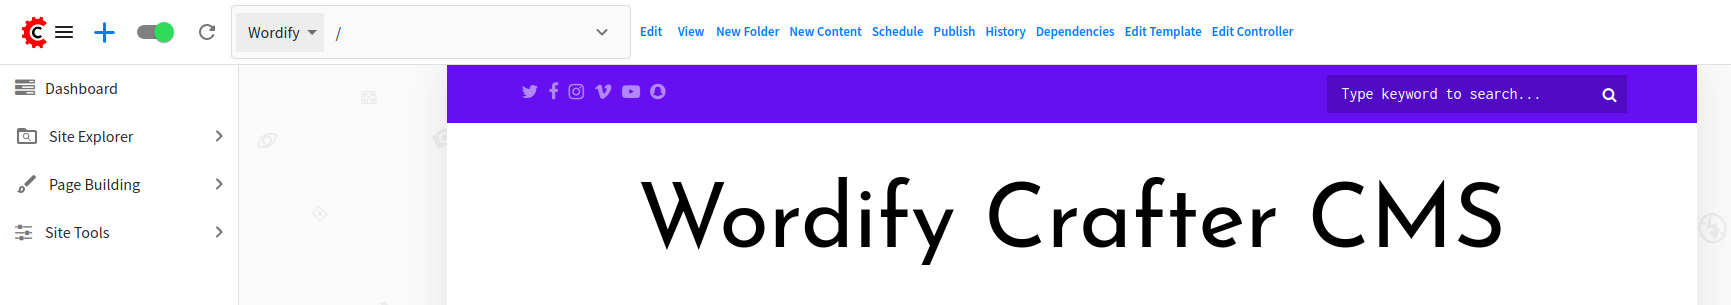 C Wordify / Edit View New Folder New Content Schedule Publish History Dependencies Edit Template Edit Controller
Dashboard
Site Explorer
Page Building
Site Tools
Type keyword to search...
Wordify Crafter CMS